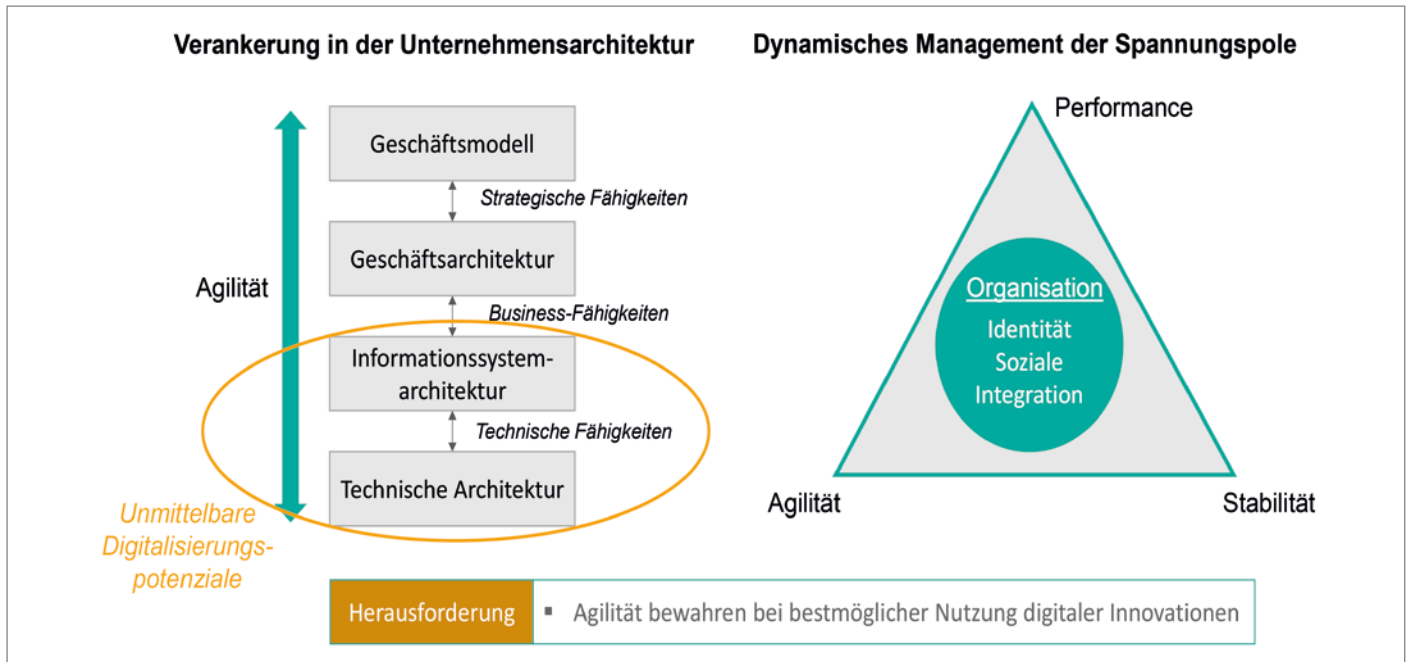 Verankerung in der Unternehmensarchitektur
Geschäftsmodell
Strategische Fähigkeiten
Geschäftsarchitektur
Agilität
Business-Fähigkeiten
Informationssystem-
architektur
Technische Fähigkeiten
Technische Architektur
Unmittelbare
Digitalisierungs-
potenziale
Dynamisches Management der Spannungspole
Performance
Organisation
Identität
Soziale
Integration
Agilität
Stabilität
Herausforderung
▪ Agilität bewahren bei bestmöglicher Nutzung digitaler Innovationen